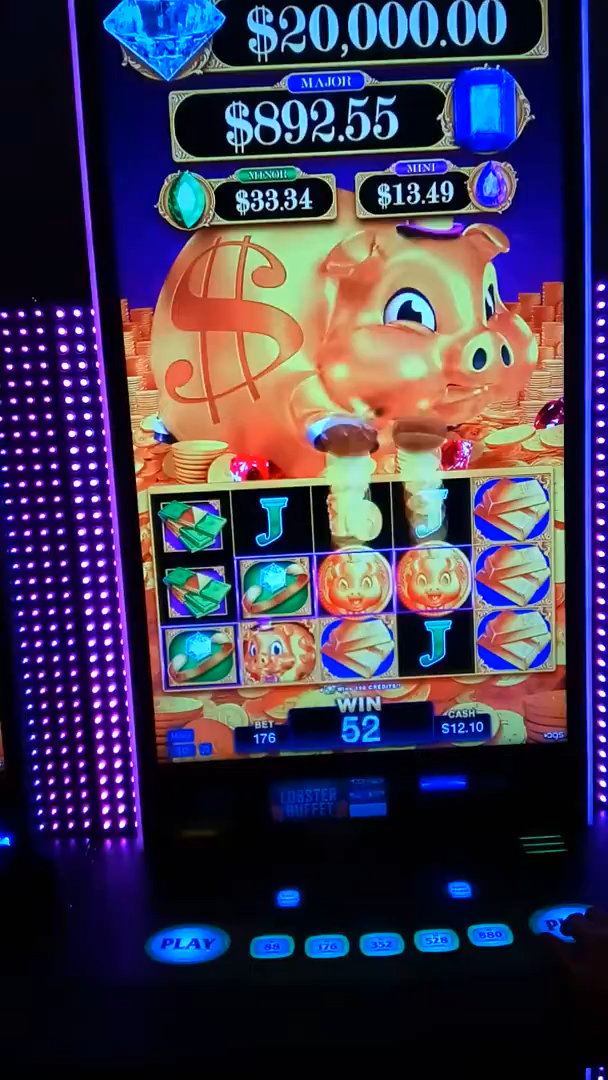 $20,000.00
MAJOR
$892.55
MINOR
$33.34
MINI
$13.49
$
J
J
J
WIN
52
BET
176
CASH
$12.10
LOBSTER
BUFFET
PLAY
88
176
352
528
880